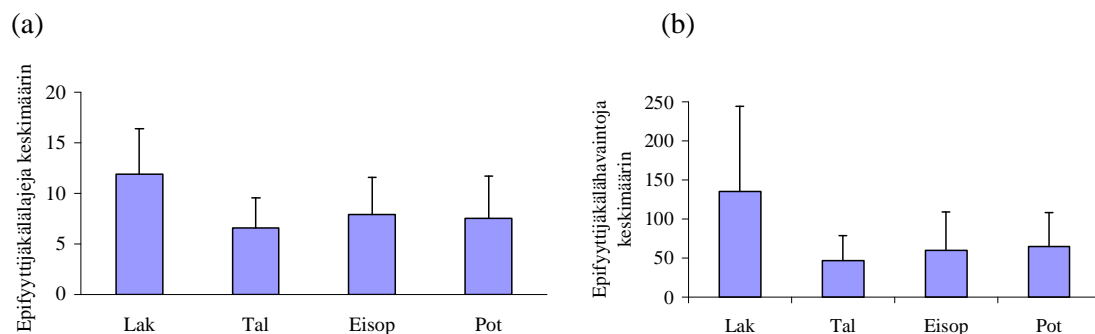 (a)
Epifyyttijäkälälajeja keskimäärin
20
15
10
5
0
Lak Tal Eisop Pot
(b)
Epifyyttijäkälähavaintoja
keskimäärin
250
200
150
100
50
0
Lak Tal Eisop Pot